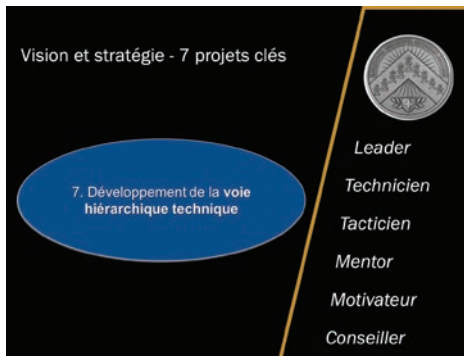 Vision et stratégie - 7 projets clés
7. Développement de la voie
hiérarchique technique
Leader
Technicien
Tacticien
Mentor
Motivateur
Conseiller